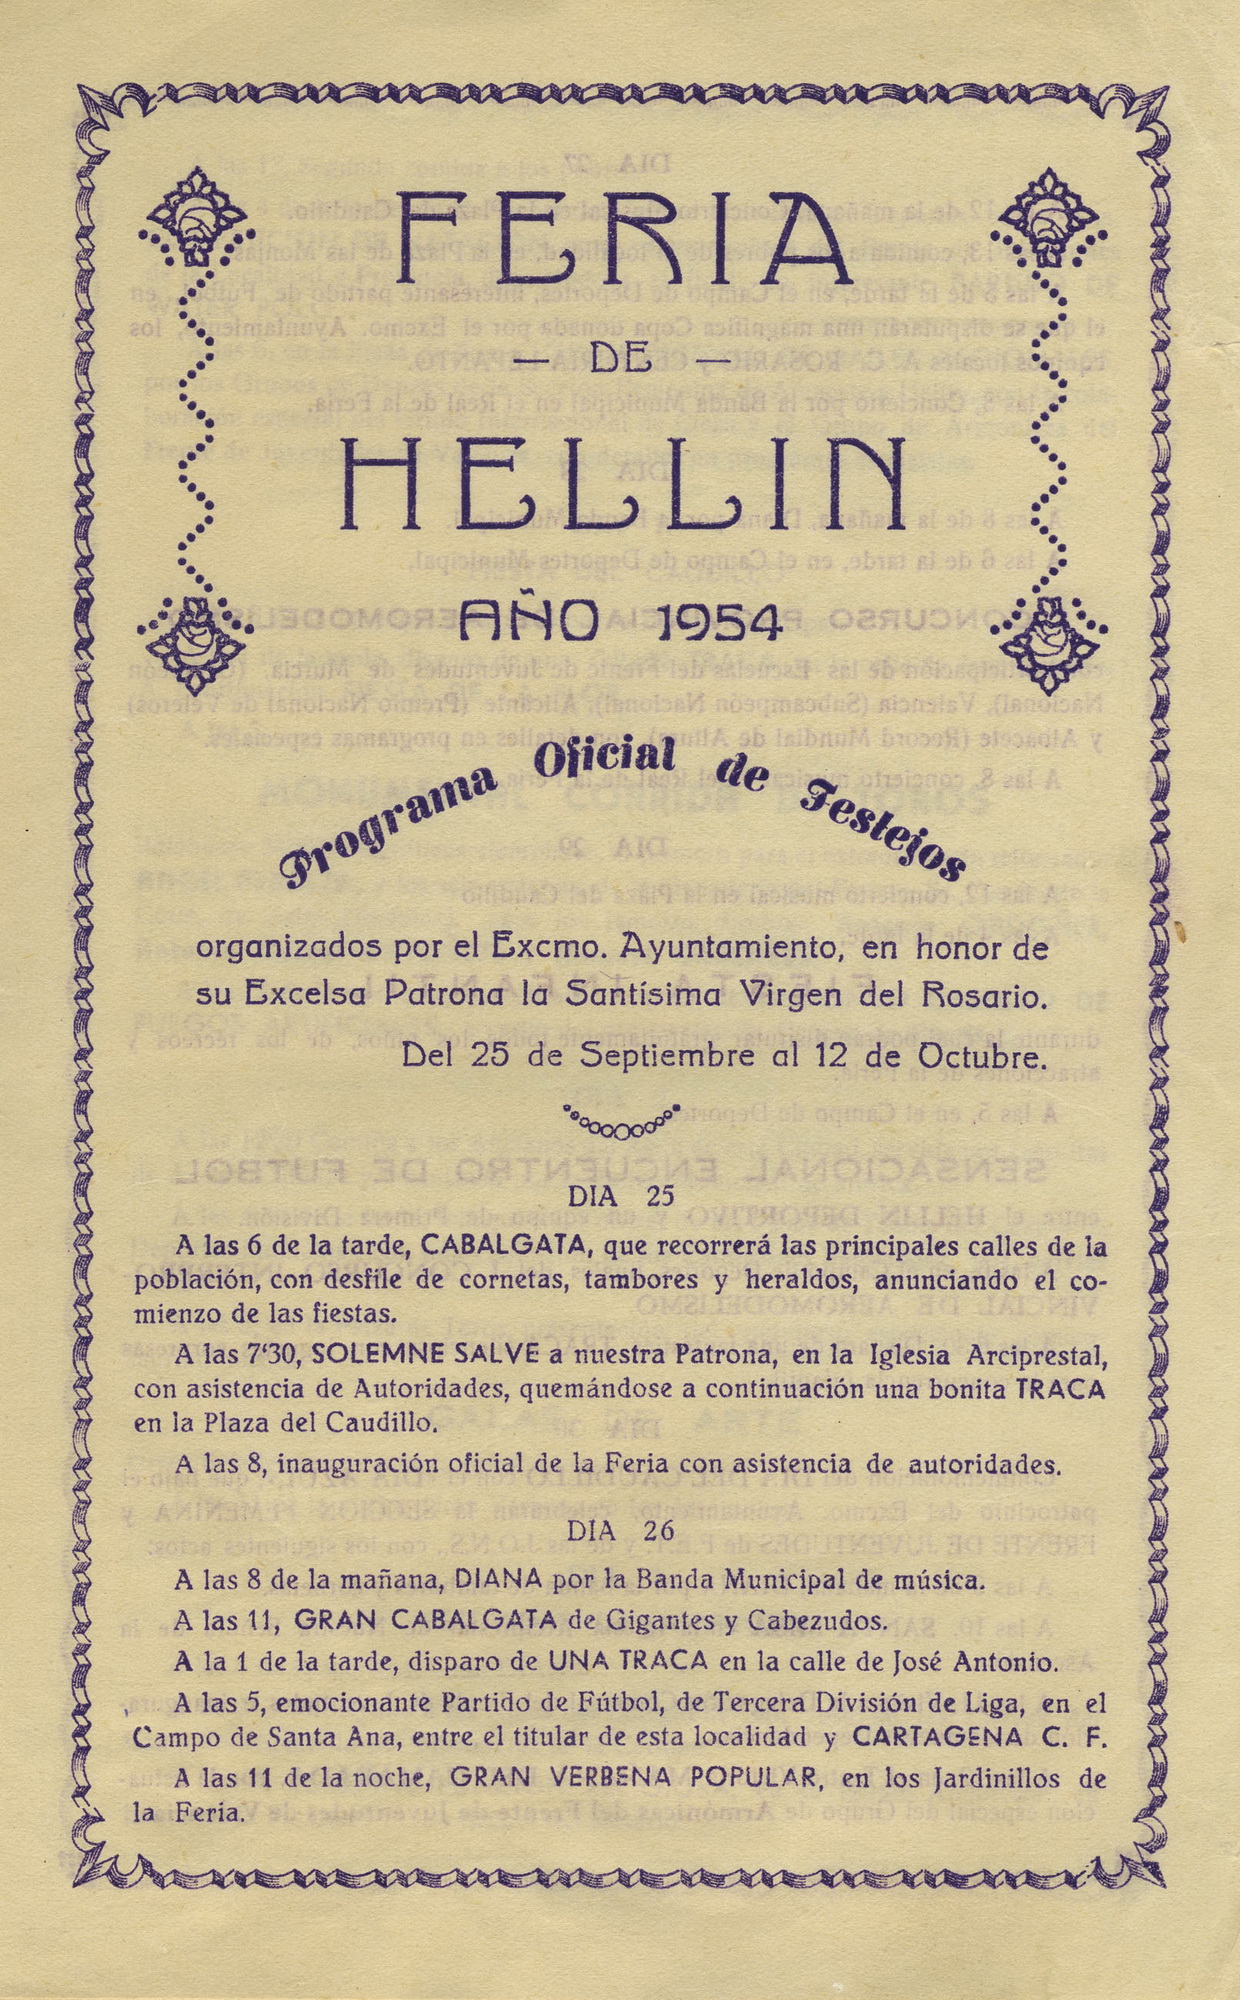 FERIA
— DE —
HELLIN
AÑO 1954
Programa Oficial de Festejos
organizados por el Excmo. Ayuntamiento, en honor de
su Excelsa Patrona la Santísima Virgen del Rosario.
Del 25 de Septiembre al 12 de Octubre.
DIA 25
A las 6 de la tarde, CABALGATA, que recorrerá las principales calles de la
población, con desfile de cornetas, tambores y heraldos, anunciando el co-
mienzo de las fiestas.
A las 7'30, SOLEMNE SALVE a nuestra Patrona, en la Iglesia Arciprestal,
con asistencia de Autoridades, quemándose a continuación una bonita TRACA
en la Plaza del Caudillo.
A las 8, inauguración oficial de la Feria con asistencia de autoridades.
DIA 26
A las 8 de la mañana, DIANA por la Banda Municipal de música.
A las 11, GRAN CABALGATA de Gigantes y Cabezudos.
A la 1 de la tarde, disparo de UNA TRACA en la calle de José Antonio.
A las 5, emocionante Partido de Fútbol, de Tercera División de Liga, en el
Campo de Santa Ana, entre el titular de esta localidad y CARTAGENA C. F.
A las 11 de la noche, GRAN VERBENA POPULAR, en los Jardinillos de
la Feria.